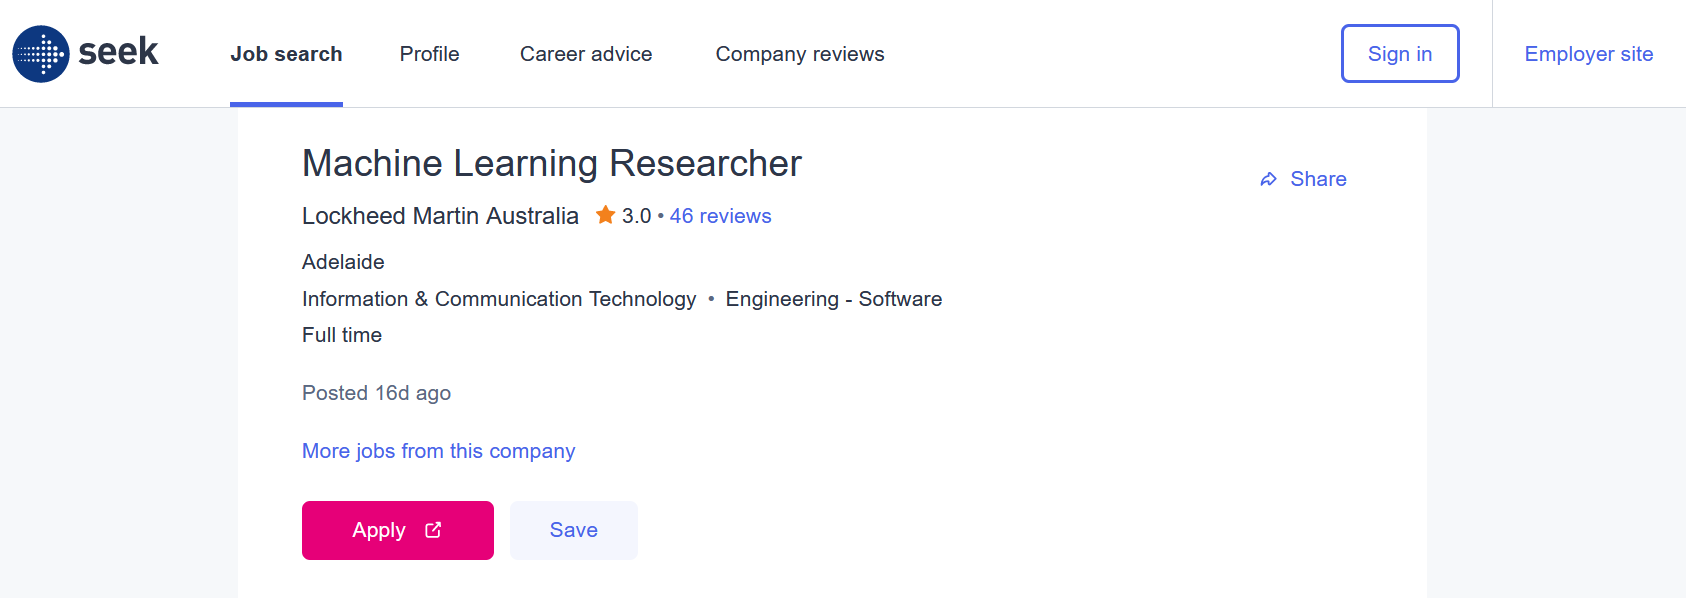 seek
Job search Profile Career advice Company reviews Sign in Employer site
Machine Learning Researcher
Share
Lockheed Martin Australia 3.0 • 46 reviews
Adelaide
Information & Communication Technology • Engineering - Software
Full time
Posted 16d ago
More jobs from this company
Apply Save